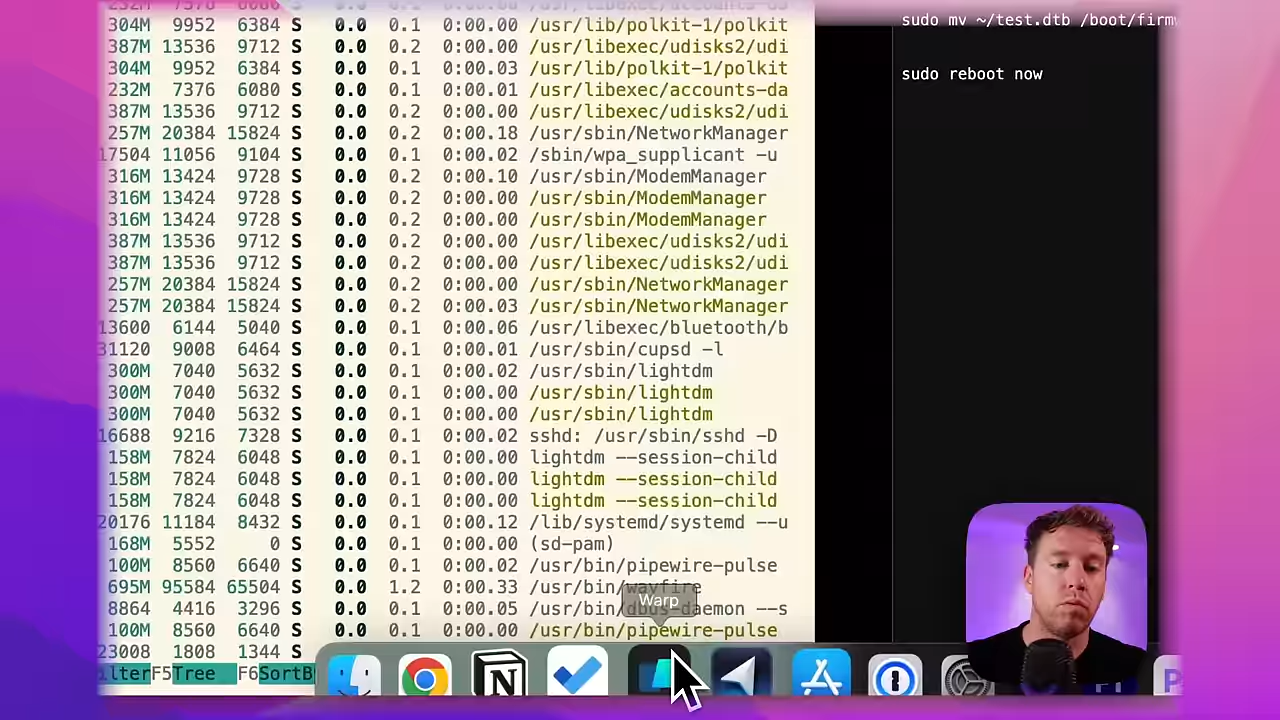 304M 9952 6384 S 0.0 0.1 0:00.00 /usr/lib/polkit-1/polkit
387M 13536 9712 S 0.0 0.2 0:00.00 /usr/libexec/udisks2/udi
304M 9952 6384 S 0.0 0.1 0:00.03 /usr/lib/polkit-1/polkit
232M 7376 6080 S 0.0 0.1 0:00.01 /usr/libexec/accounts-da
387M 13536 9712 S 0.0 0.2 0:00.00 /usr/libexec/udisks2/udi
257M 20384 15824 S 0.0 0.2 0:00.18 /usr/sbin/NetworkManager
17504 11056 9104 S 0.0 0.1 0:00.02 /sbin/wpa_supplicant -u
316M 13424 9728 S 0.0 0.2 0:00.10 /usr/sbin/ModemManager
316M 13424 9728 S 0.0 0.2 0:00.00 /usr/sbin/ModemManager
316M 13424 9728 S 0.0 0.2 0:00.00 /usr/sbin/ModemManager
387M 13536 9712 S 0.0 0.2 0:00.00 /usr/libexec/udisks2/udi
387M 13536 9712 S 0.0 0.2 0:00.00 /usr/libexec/udisks2/udi
257M 20384 15824 S 0.0 0.2 0:00.00 /usr/sbin/NetworkManager
257M 20384 15824 S 0.0 0.2 0:00.03 /usr/sbin/NetworkManager
13600 6144 5040 S 0.0 0.1 0:00.06 /usr/libexec/bluetooth/b
31120 9008 6464 S 0.0 0.1 0:00.01 /usr/sbin/cupsd -l
300M 7040 5632 S 0.0 0.1 0:00.02 /usr/sbin/lightdm
300M 7040 5632 S 0.0 0.1 0:00.00 /usr/sbin/lightdm
300M 7040 5632 S 0.0 0.1 0:00.00 /usr/sbin/lightdm
16688 9216 7328 S 0.0 0.1 0:00.02 sshd: /usr/sbin/sshd -D
158M 7824 6048 S 0.0 0.1 0:00.00 lightdm --session-child
158M 7824 6048 S 0.0 0.1 0:00.00 lightdm --session-child
158M 7824 6048 S 0.0 0.1 0:00.00 lightdm --session-child
20176 11184 8432 S 0.0 0.1 0:00.12 /lib/systemd/systemd --u
168M 5552 0 S 0.0 0.1 0:00.00 (sd-pam)
100M 8560 6640 S 0.0 0.1 0:00.02 /usr/bin/pipewire-pulse
695M 95584 65504 S 0.0 1.2 0:00.33 /usr/bin/wayfire
8864 4416 3296 S 0.0 0.1 0:00.05 /usr/bin/dbus-daemon --s
100M 8560 6640 S 0.0 0.1 0:00.00 /usr/bin/pipewire-pulse
23008 1808 1344 S
lterF5Tree F6SortB
Warp
sudo mv ~/test.dtb /boot/firmw
sudo reboot now